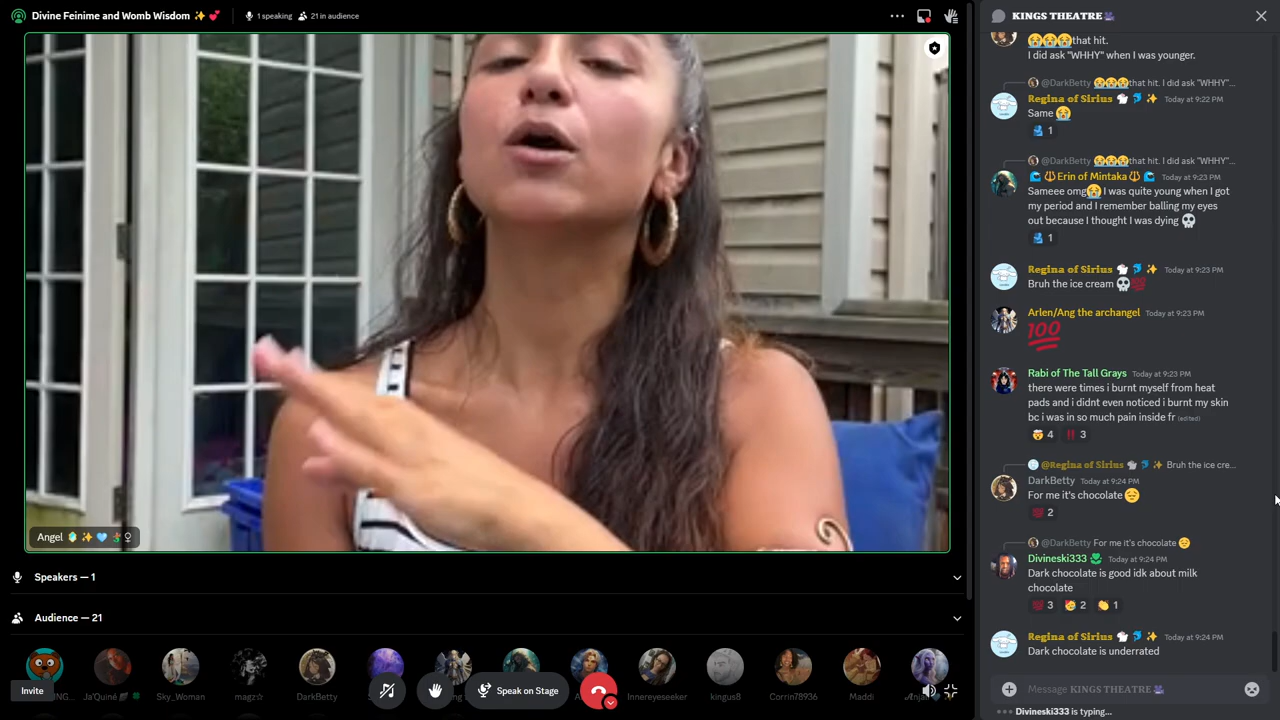 Divine Feinime and Womb Wisdom ✨ 💕
1 speaking
21 in audience
Angel
Speakers — 1
Audience — 21
Ja'Quiné
Sky_Woman
magz☆
DarkBetty
Innereyeseeker
kingus8
Corrin78936
Maddi
Invite
Speak on Stage
KINGS THEATRE
😭😭😭that hit.
I did ask "WHHY" when I was younger.
@DarkBetty 😭😭😭that hit. I did ask "WHHY"...
Regina of Sirius Today at 9:22 PM
Same 😭
1
@DarkBetty 😭😭😭that hit. I did ask "WHHY"...
Erin of Mintaka Today at 9:23 PM
Sameee omg😭 I was quite young when I got
my period and I remember balling my eyes
out because I thought I was dying 💀
1
Regina of Sirius Today at 9:23 PM
Bruh the ice cream 💀💯
Arlen/Ang the archangel Today at 9:23 PM
💯
Rabi of The Tall Grays Today at 9:23 PM
there were times i burnt myself from heat
pads and i didnt even noticed i burnt my skin
bc i was in so much pain inside fr (edited)
🤯 4 ‼️ 3
@Regina of Sirius ✨ Bruh the ice cre...
DarkBetty Today at 9:24 PM
For me it's chocolate 😔
💯 2
@DarkBetty For me it's chocolate 😔
Divineski333 Today at 9:24 PM
Dark chocolate is good idk about milk
chocolate
💯 3 2 👏 1
Regina of Sirius Today at 9:24 PM
Dark chocolate is underrated
Message KINGS THEATRE
Divineski333 is typing...